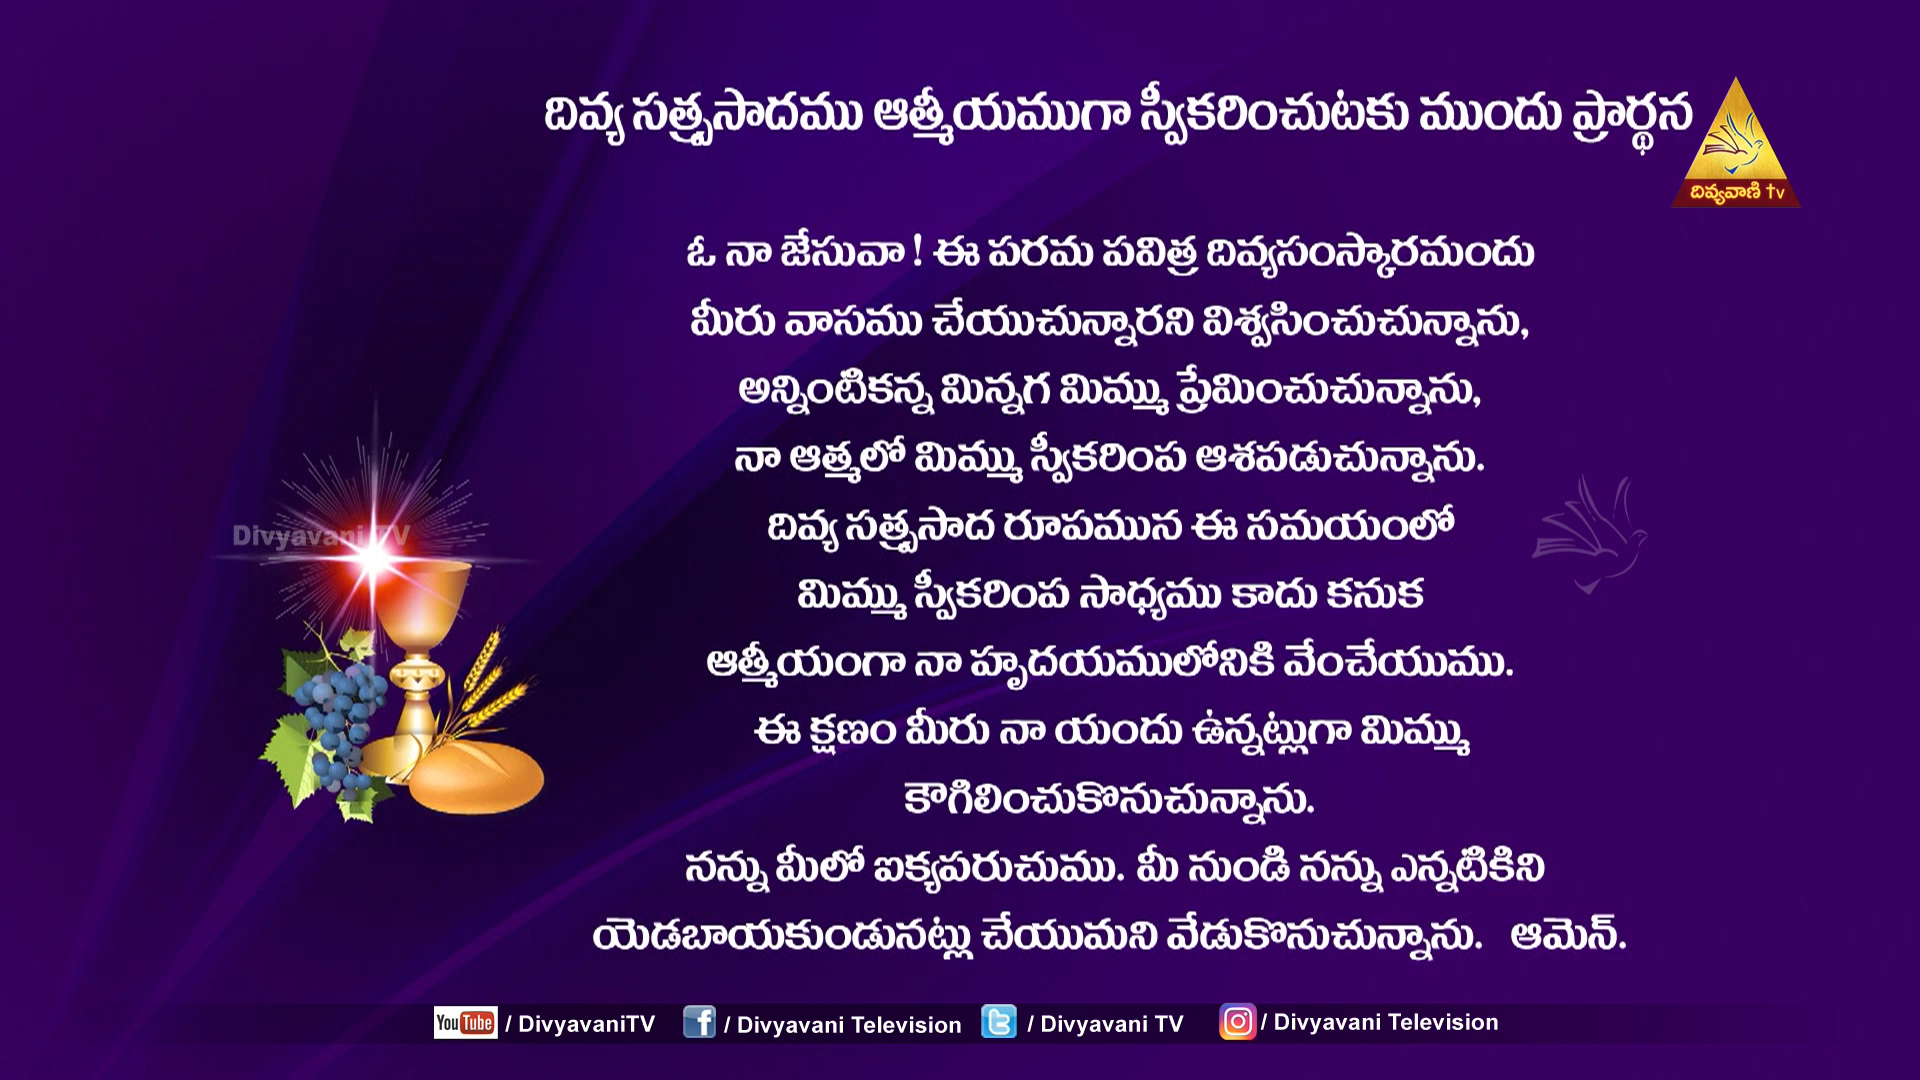 దివ్య సత్ప్రసాదము ఆత్మీయముగా స్వీకరించుటకు ముందు ప్రార్థన
దివ్యవాణి tv
ఓ నా జేసువా ! ఈ పరమ పవిత్ర దివ్యసంస్కారమందు
మీరు వాసము చేయుచున్నారని విశ్వసించుచున్నాను,
అన్నింటికన్న మిన్నగ మిమ్ము ప్రేమించుచున్నాను,
నా ఆత్మలో మిమ్ము స్వీకరింప ఆశపడుచున్నాను.
దివ్య సత్ప్రసాద రూపమున ఈ సమయంలో
Divyavani TV
మిమ్ము స్వీకరింప సాధ్యము కాదు కనుక
ఆత్మీయంగా నా హృదయములోనికి వేంచేయుము.
ఈ క్షణం మీరు నా యందు ఉన్నట్లుగా మిమ్ము
కౌగిలించుకొనుచున్నాను.
నన్ను మీలో ఐక్యపరుచుము. మీ నుండి నన్ను ఎన్నటికిని
యెడబాయకుండునట్లు చేయుమని వేడుకొనుచున్నాను. ఆమెన్.
YouTube / DivyavaniTV f / Divyavani Television / Divyavani TV / Divyavani Television